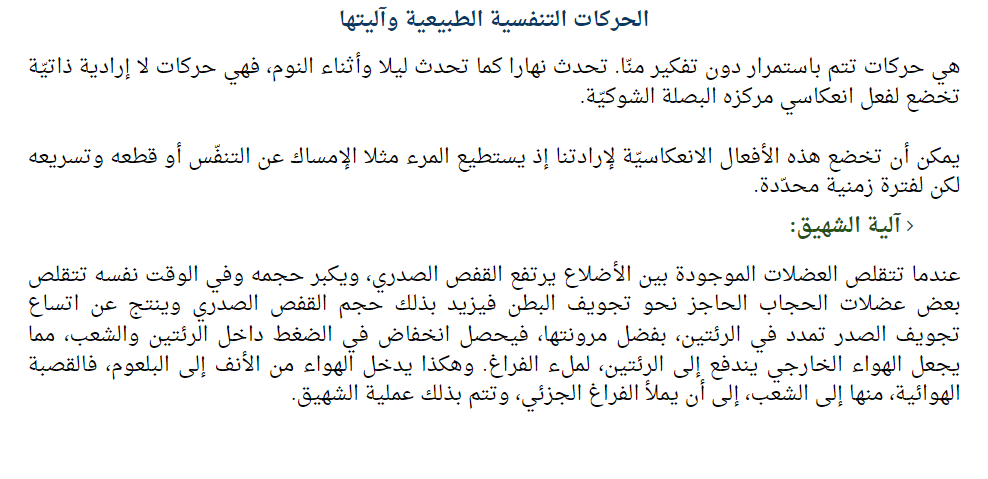 الحركات التنفسية الطبيعية وآليتها
هي حركات تتم باستمرار دون تفكير منّا. تحدث نهارا كما تحدث ليلا وأثناء النوم، فهي حركات لا إرادية ذاتيّة
تخضع لفعل انعكاسي مركزه البصلة الشوكيّة.
يمكن أن تخضع هذه الأفعال الانعكاسيّة لإرادتنا إذ يستطيع المرء مثلا الإمساك عن التنفّس أو قطعه وتسريعه
لكن لفترة زمنية محدّدة.
› آلية الشهيق:
عندما تتقلص العضلات الموجودة بين الأضلاع يرتفع القفص الصدري، ويكبر حجمه وفي الوقت نفسه تتقلص
بعض عضلات الحجاب الحاجز نحو تجويف البطن فيزيد بذلك حجم القفص الصدري وينتج عن اتساع
تجويف الصدر تمدد في الرئتين، بفضل مرونتها، فيحصل انخفاض في الضغط داخل الرئتين والشعب، مما
يجعل الهواء الخارجي يندفع إلى الرئتين، لملء الفراغ. وهكذا يدخل الهواء من الأنف إلى البلعوم، فالقصبة
الهوائية، منها إلى الشعب، إلى أن يملأ الفراغ الجزئي، وتتم بذلك عملية الشهيق.